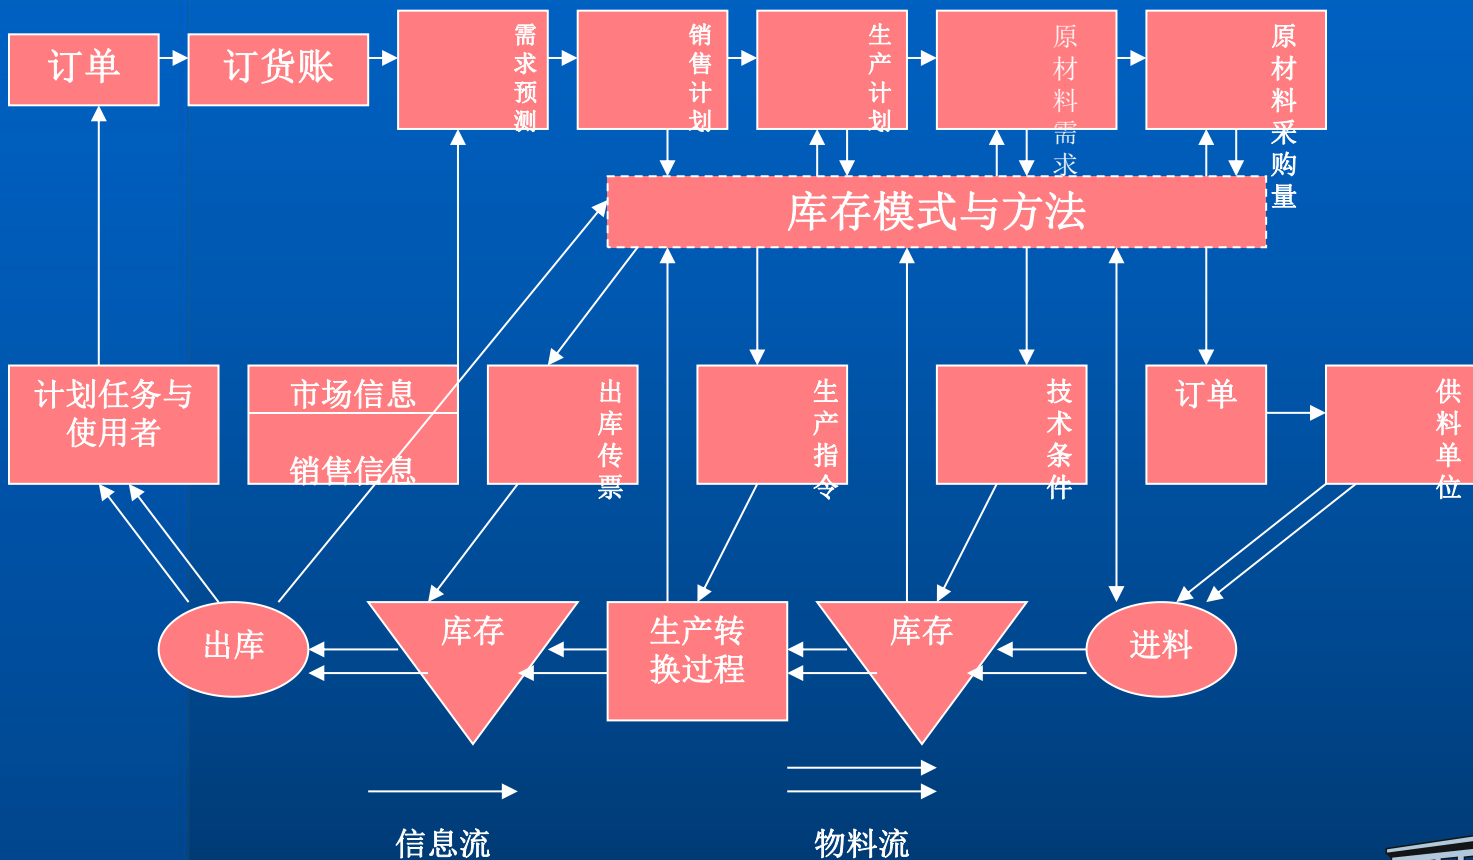 订单
订货账
需求预测
销售计划
生产计划
原材料需求
原材料采购量
库存模式与方法
计划任务与
使用者
市场信息
销售信息
出库传票
生产指令
技术条件
订单
供料单位
出库
库存
生产转
换过程
库存
进料
信息流
物料流